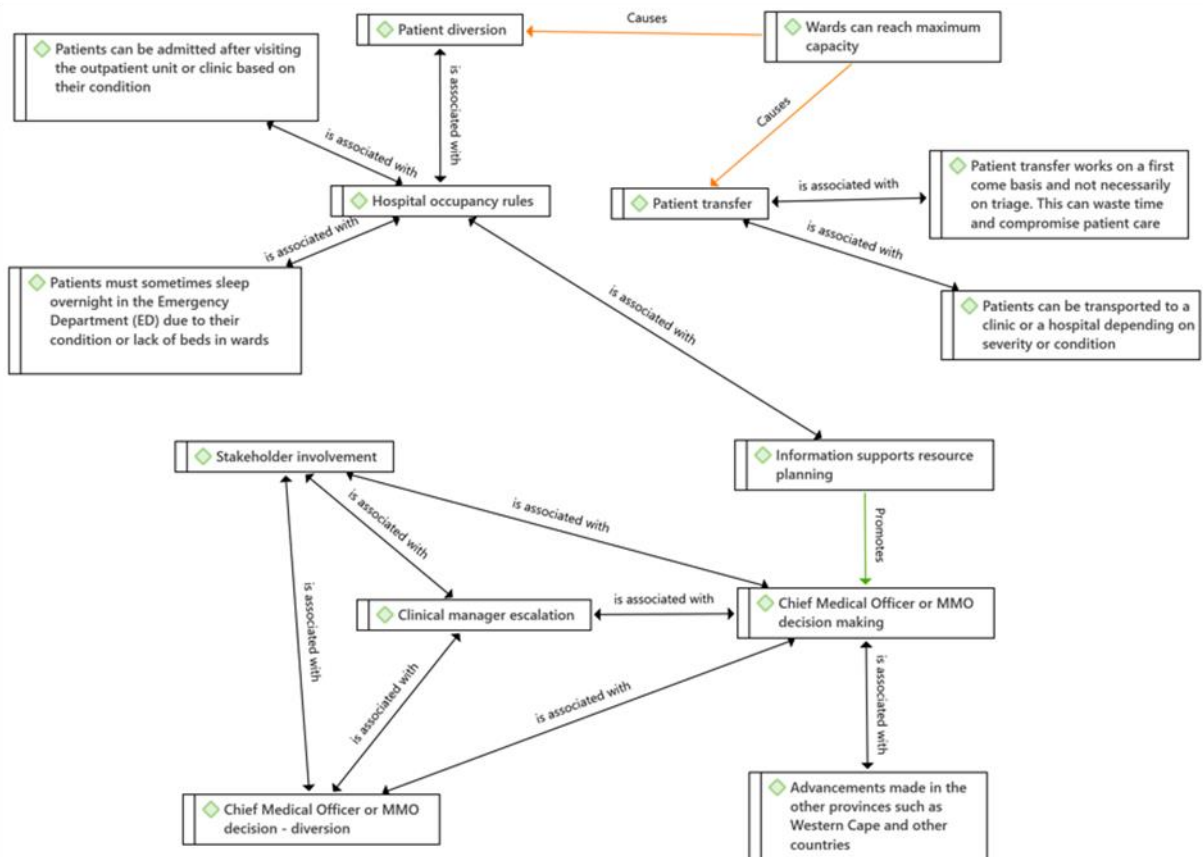 Causes
Patient diversion
Wards can reach maximum
capacity
Patients can be admitted after visiting
the outpatient unit or clinic based on
their condition
is associated with
is associated with
Causes
Hospital occupancy rules
Patient transfer
is associated with
Patient transfer works on a first
come basis and not necessarily
on triage. This can waste time
and compromise patient care
is associated with
is associated with
Patients must sometimes sleep
overnight in the Emergency
Department (ED) due to their
condition or lack of beds in wards
is associated with
Patients can be transported to a
clinic or a hospital depending on
severity or condition
Stakeholder involvement
Information supports resource
planning
is associated with
is associated with
Promotes
is associated with
Clinical manager escalation
is associated with
Chief Medical Officer or MMO
decision making
is associated with
is associated with
is associated with
Chief Medical Officer or MMO
decision - diversion
Advancements made in the
other provinces such as
Western Cape and other
countries